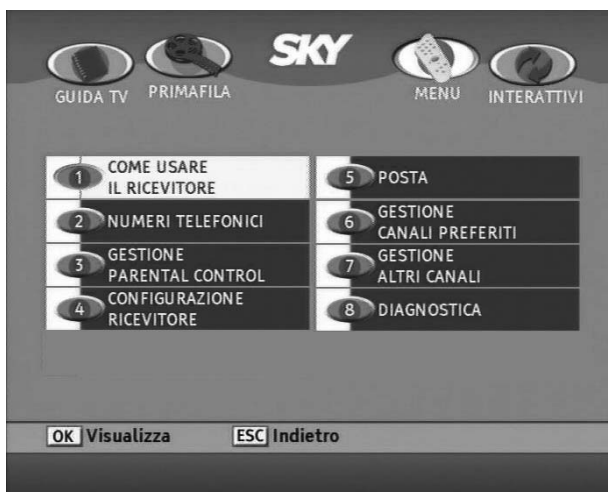 SKY
GUIDA TV
PRIMAFILA
MENU
INTERATTIVI
1 COME USARE
IL RICEVITORE
2 NUMERI TELEFONICI
3 GESTIONE
PARENTAL CONTROL
4 CONFIGURAZIONE
RICEVITORE
5 POSTA
6 GESTIONE
CANALI PREFERITI
7 GESTIONE
ALTRI CANALI
8 DIAGNOSTICA
OK Visualizza ESC Indietro